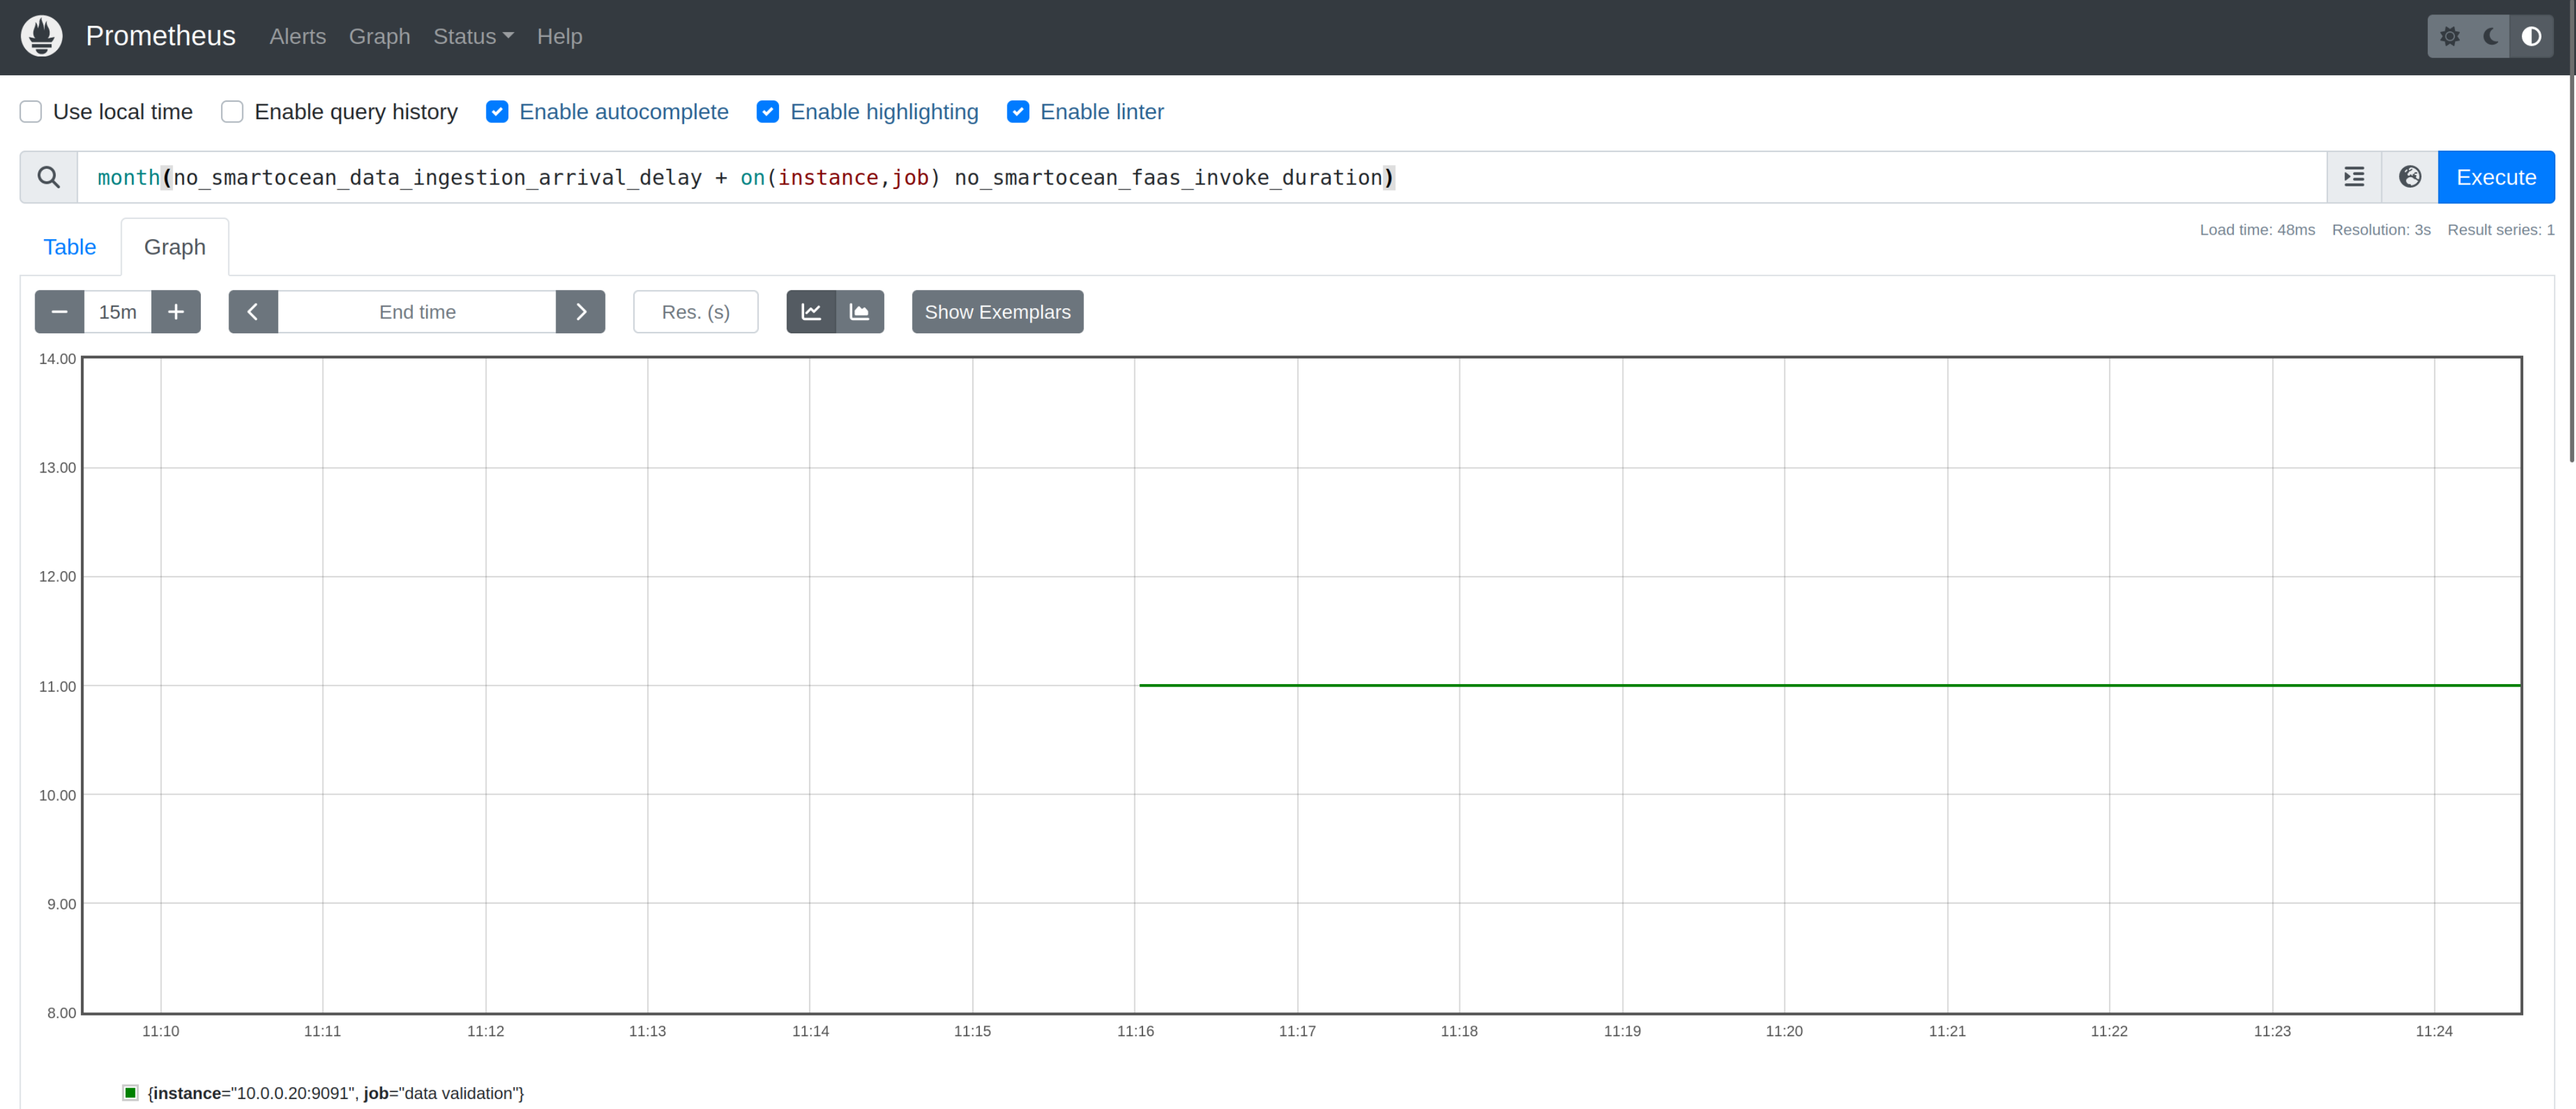 Prometheus Alerts Graph Status Help
Use local time Enable query history Enable autocomplete Enable highlighting Enable linter
month(no_smartocean_data_ingestion_arrival_delay + on(instance,job) no_smartocean_faas_invoke_duration) Execute
Table Graph Load time: 48ms Resolution: 3s Result series: 1
15m End time Res. (s) Show Exemplars
14.00
13.00
12.00
11.00
10.00
9.00
8.00
11:10 11:11 11:12 11:13 11:14 11:15 11:16 11:17 11:18 11:19 11:20 11:21 11:22 11:23 11:24
{instance="10.0.0.20:9091", job="data validation"}